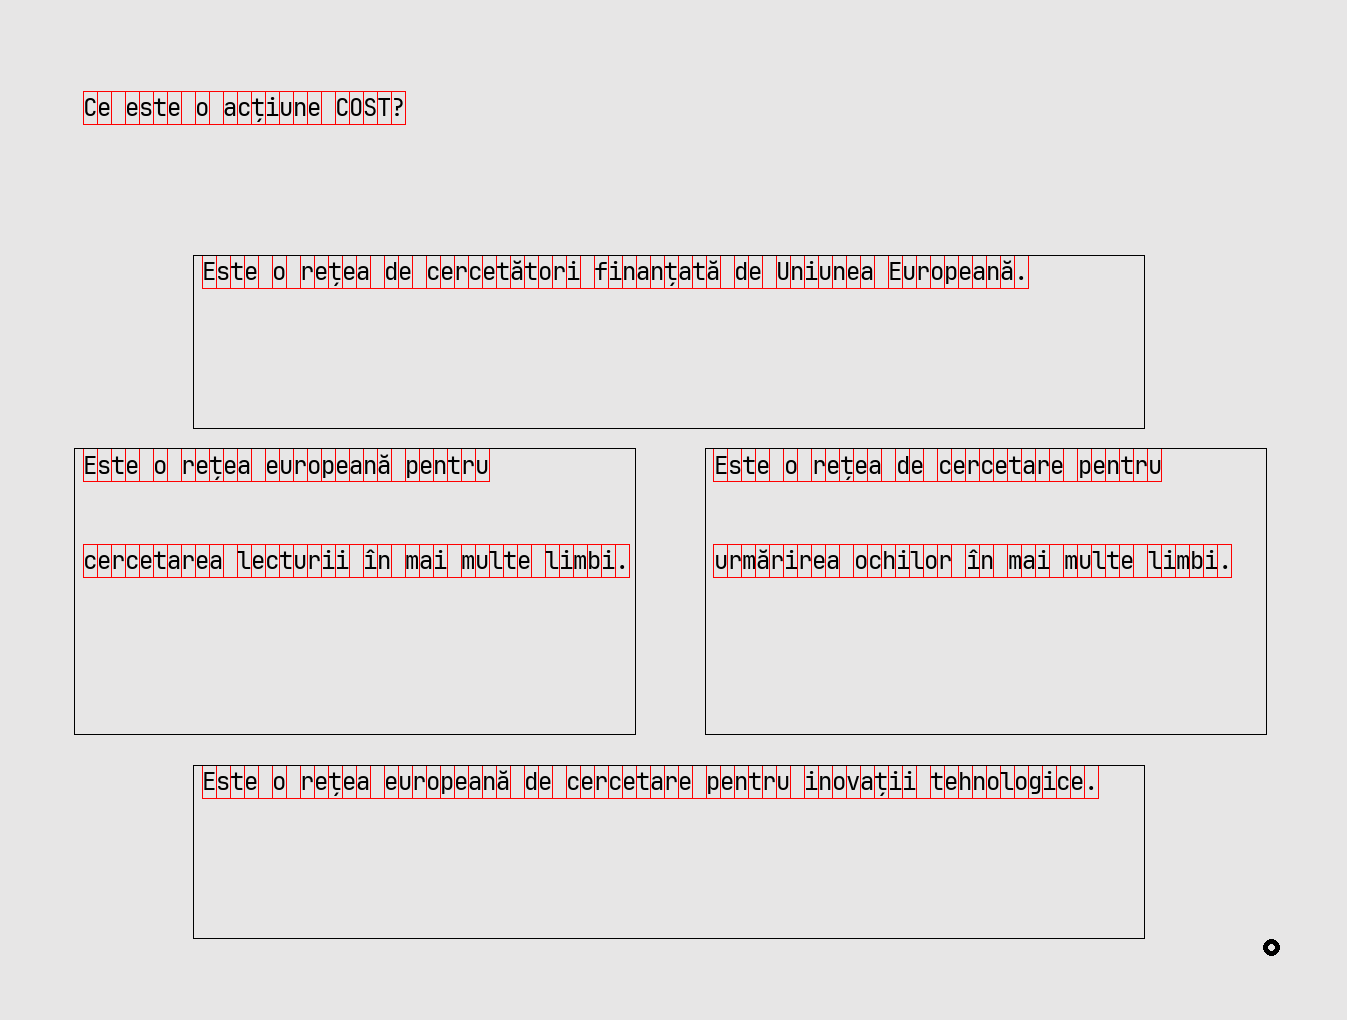 Ce este o acțiune COST?
Este o rețea de cercetători finanțată de Uniunea Europeană.
Este o rețea europeană pentru
cercetarea lecturii în mai multe limbi.
Este o rețea de cercetare pentru
urmărirea ochilor în mai multe limbi.
Este o rețea europeană de cercetare pentru inovații tehnologice.